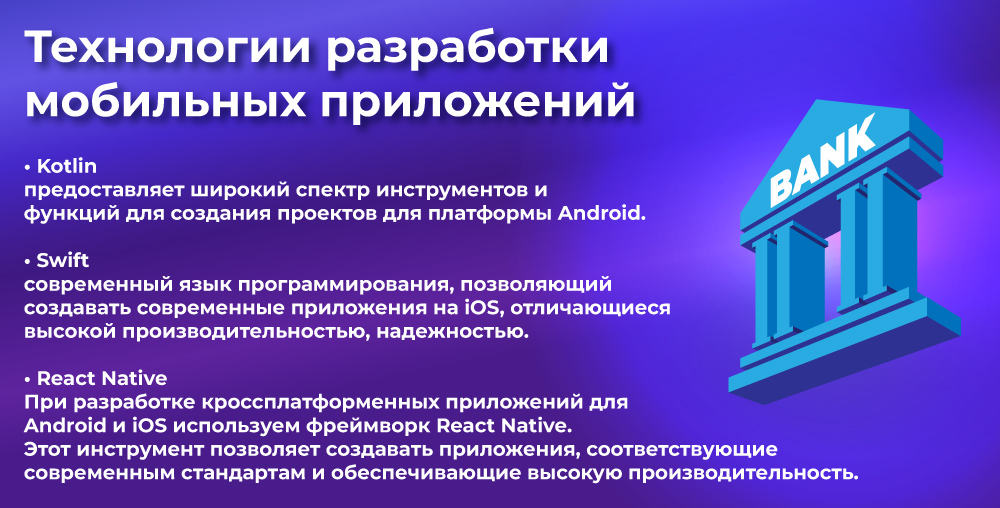 Технологии разработки
мобильных приложений
• Kotlin
предоставляет широкий спектр инструментов и
функций для создания проектов для платформы Android.
• Swift
современный язык программирования, позволяющий
создавать современные приложения на iOS, отличающиеся
высокой производительностью, надежностью.
• React Native
При разработке кроссплатформенных приложений для
Android и iOS используем фреймворк React Native.
Этот инструмент позволяет создавать приложения, соответствующие
современным стандартам и обеспечивающие высокую производительность.
BANK